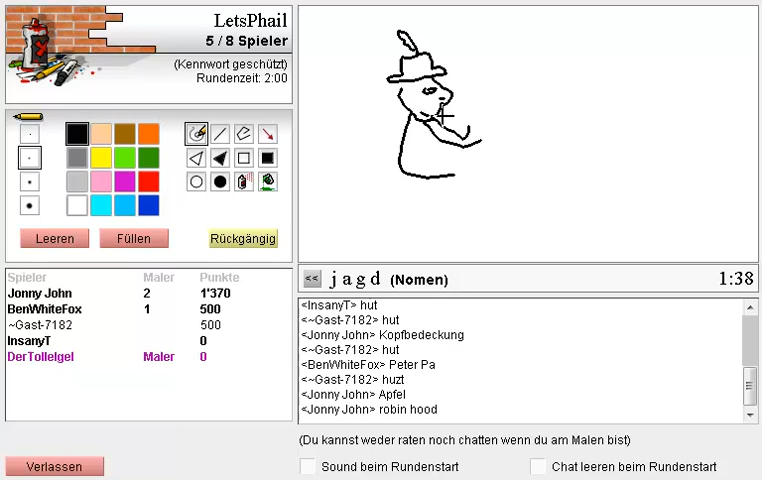 LetsPhail
5 / 8 Spieler
(Kennwort geschützt)
Rundenzeit: 2:00
Leeren
Füllen
Rückgängig
Spieler Maler Punkte
Jonny John 2 1'370
BenWhiteFox 1 500
~Gast-7182 500
InsanyT 0
DerTolleIgel Maler 0
Verlassen
<< jagd (Nomen) 1:38
<InsanyT> hut
<~Gast-7182> hut
<Jonny John> Kopfbedeckung
<~Gast-7182> hut
<BenWhiteFox> Peter Pa
<~Gast-7182> huzt
<Jonny John> Apfel
<Jonny John> robin hood
(Du kannst weder raten noch chatten wenn du am Malen bist)
Sound beim Rundenstart
Chat leeren beim Rundenstart